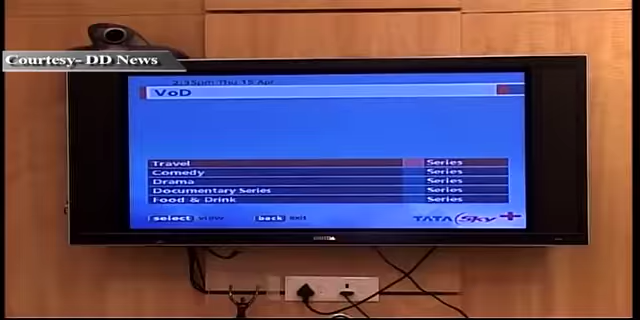 Courtesy- DD News
2:35pm Thu 15 Apr
VoD
Travel Series
Comedy Series
Drama Series
Documentary Series Series
Food & Drink Series
select view back exit
TATA Sky +